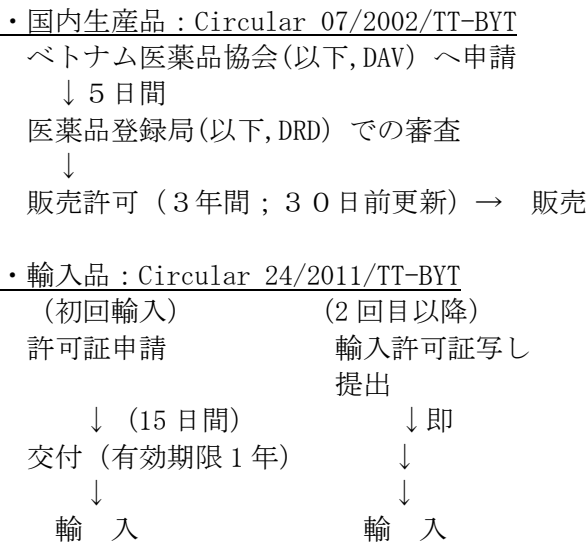 ・国内生産品：Circular 07/2002/TT-BYT
ベトナム医薬品協会(以下,DAV) へ申請
↓５日間
医薬品登録局(以下,DRD) での審査
↓
販売許可（３年間；３０日前更新）→　販売
・輸入品：Circular 24/2011/TT-BYT
（初回輸入）　　　　（2 回目以降）
許可証申請　　　　　輸入許可証写し
提出
↓（15 日間）　　　　↓即
交付（有効期限 1 年）　　↓
↓　　　　　　　　↓
輸　入　　　　　　　輸　入